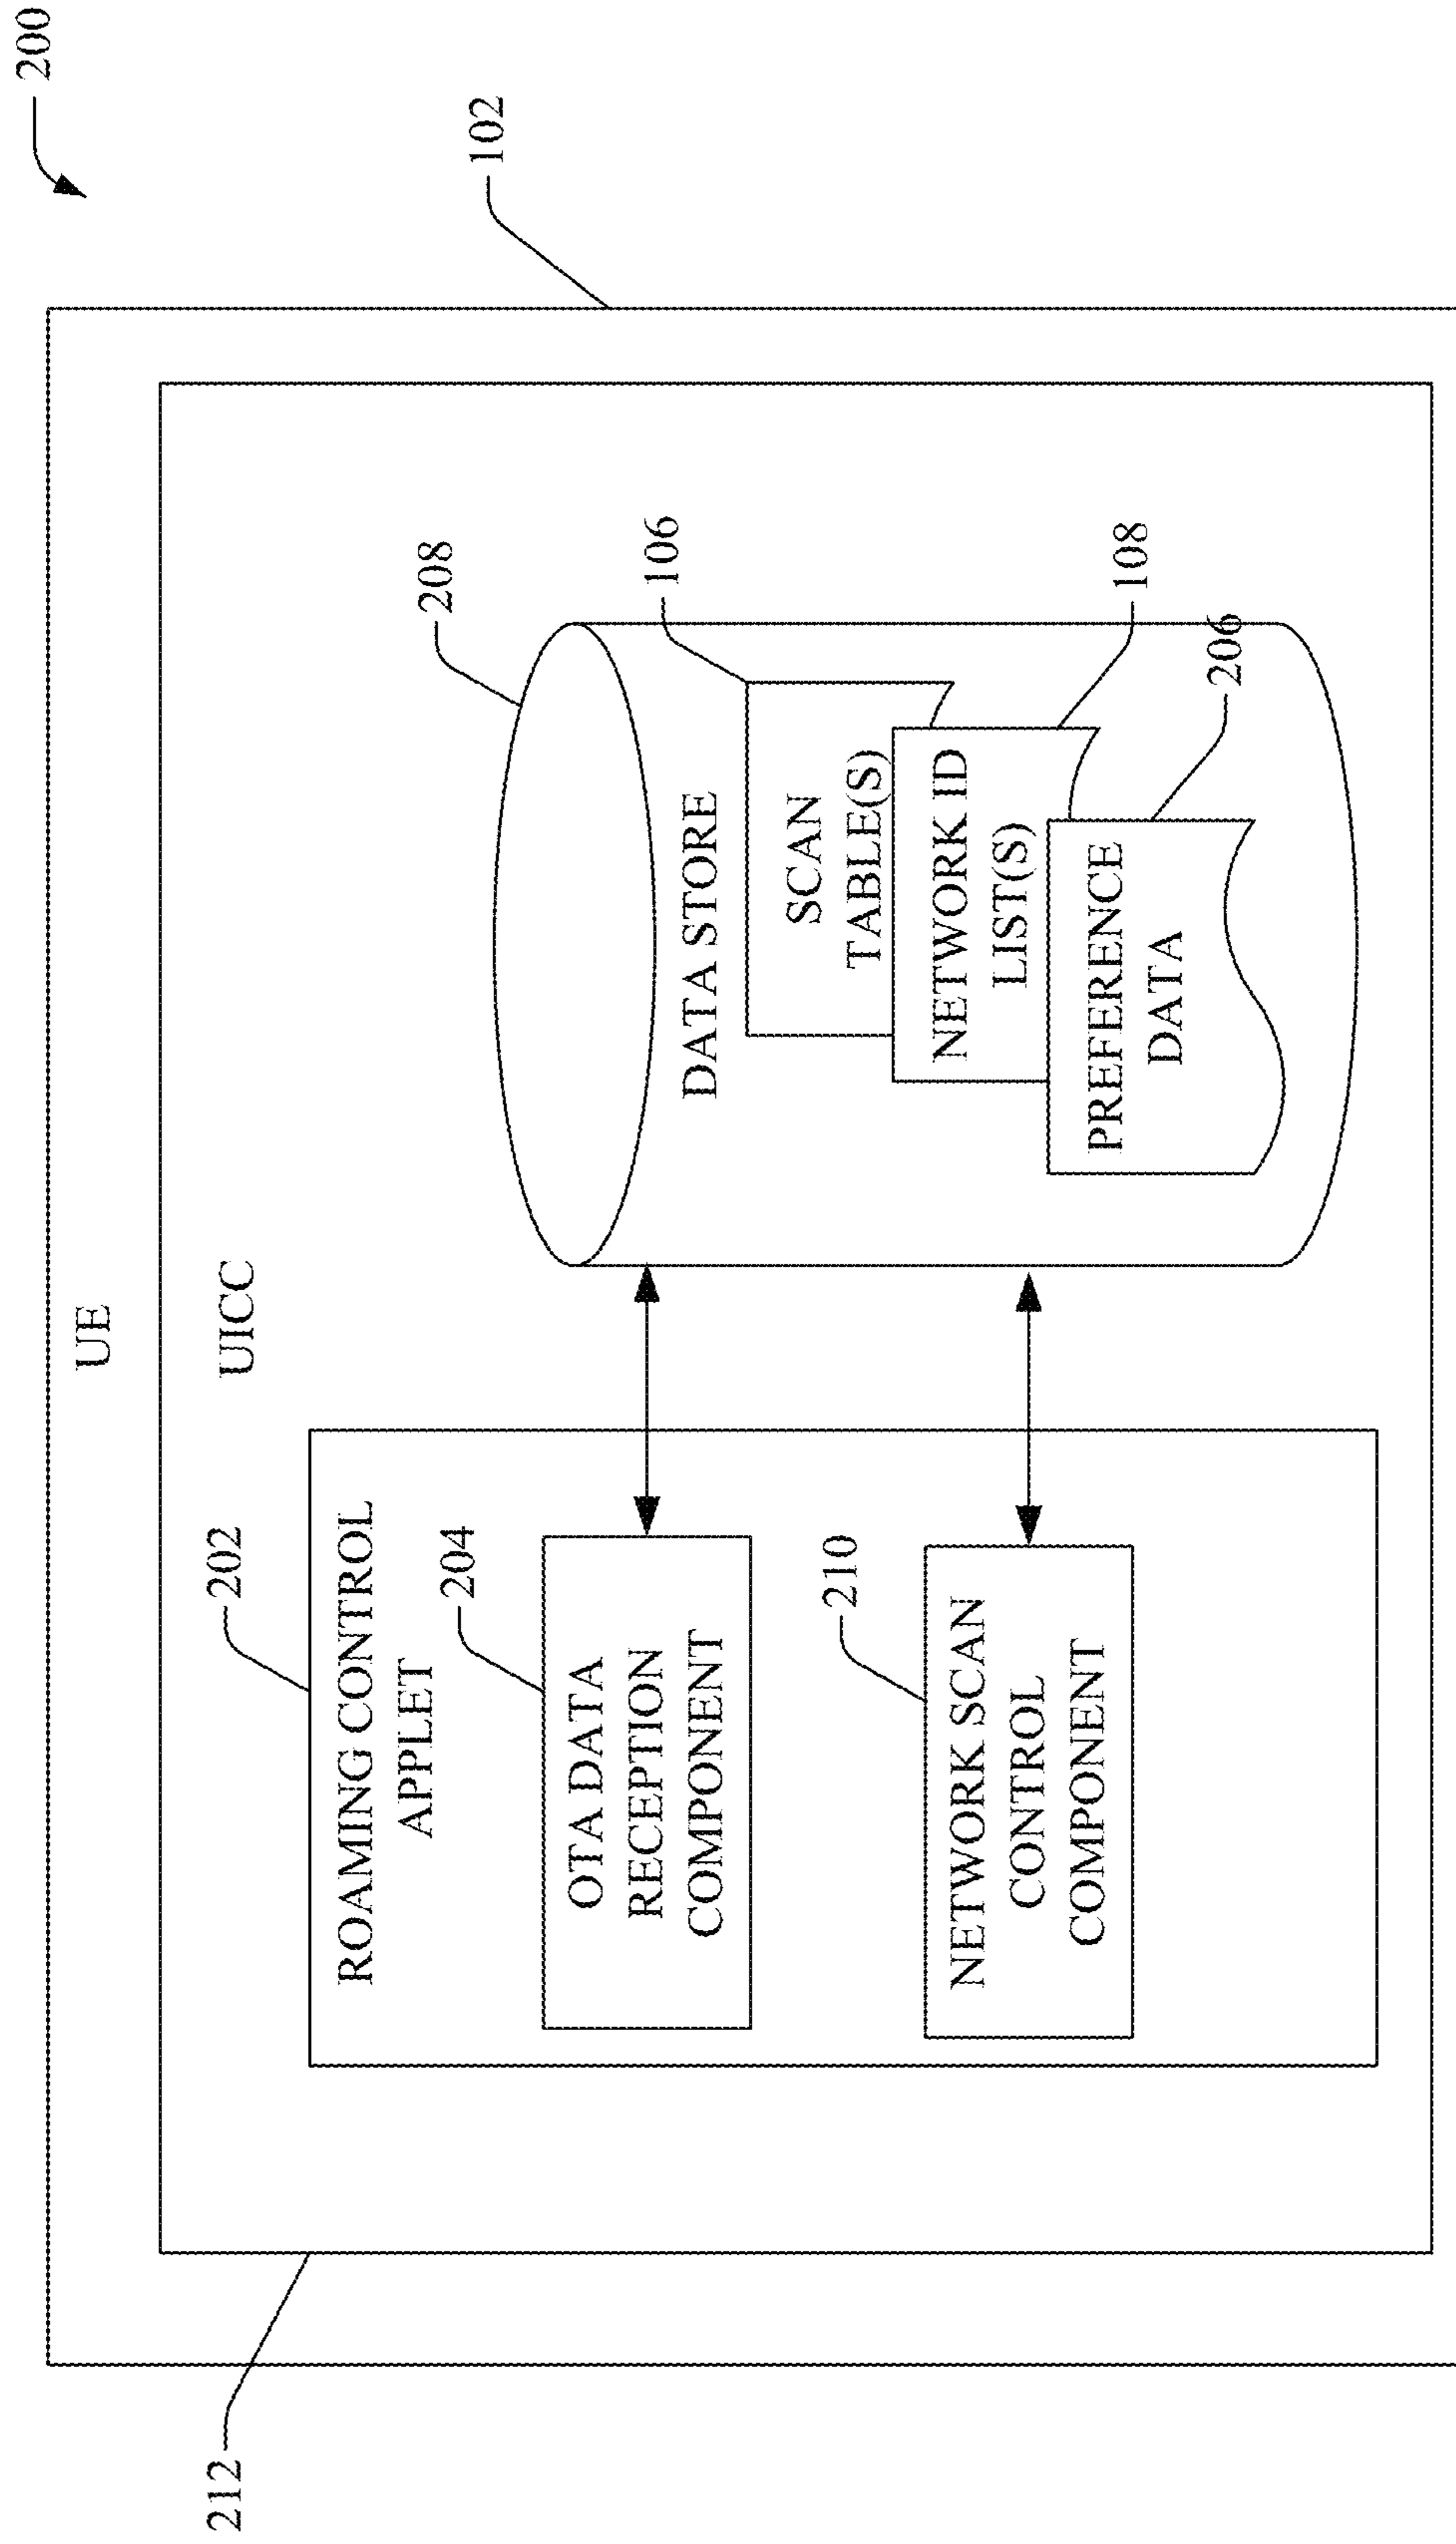 200
UE
102
212
UICC
202
ROAMING CONTROL
APPLET
204
OTA DATA
RECEPTION
COMPONENT
210
NETWORK SCAN
CONTROL
COMPONENT
208
DATA STORE
106
SCAN
TABLE(S)
108
NETWORK ID
LIST(S)
206
PREFERENCE
DATA